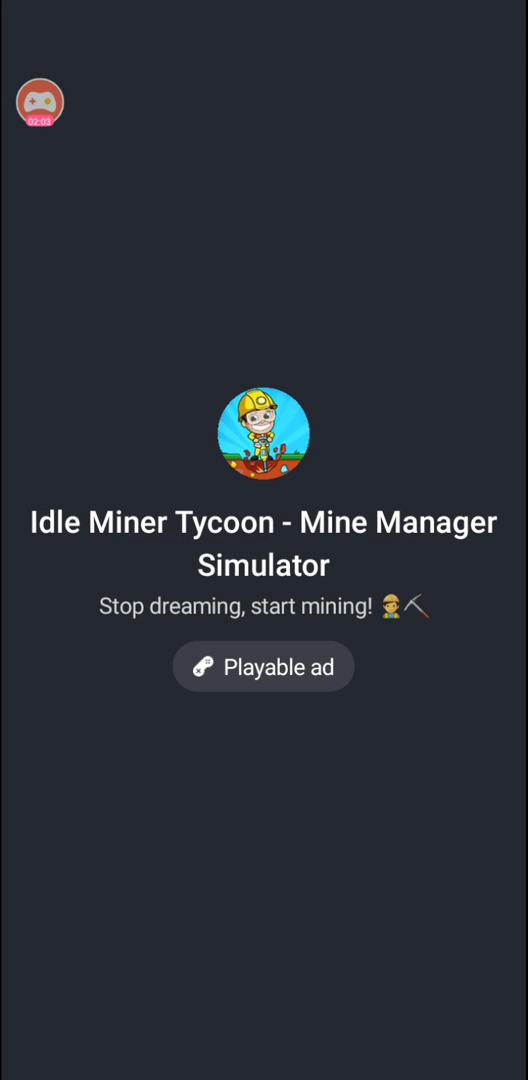 02:03
Idle Miner Tycoon - Mine Manager
Simulator
Stop dreaming, start mining! 👷⛏
Playable ad